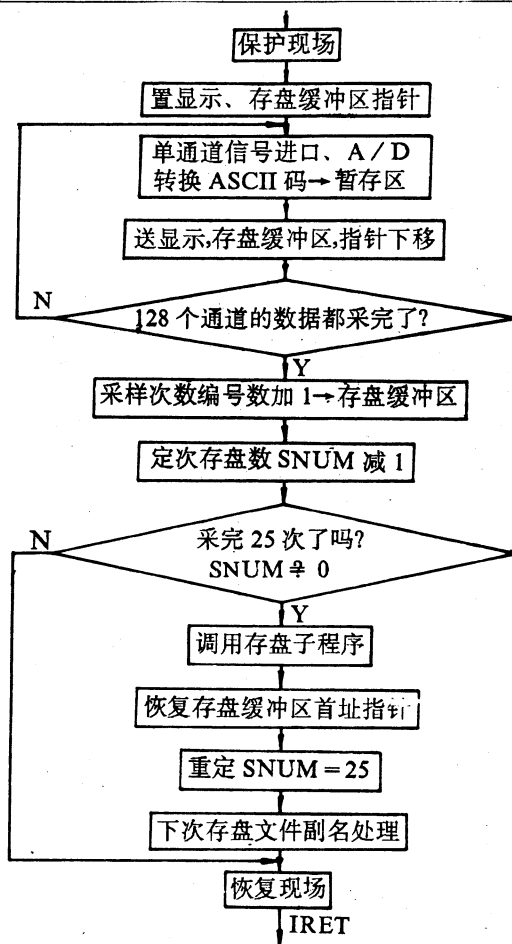 保护现场
置显示、存盘缓冲区指针
单通道信号进口、A/D
转换 ASCII 码→暂存区
送显示,存盘缓冲区,指针下移
N
128 个通道的数据都采完了?
Y
采样次数编号数加 1→存盘缓冲区
定次存盘数 SNUM 减 1
N
采完 25 次了吗?
SNUM ≟ 0
Y
调用存盘子程序
恢复存盘缓冲区首址指针
重定 SNUM = 25
下次存盘文件副名处理
恢复现场
IRET